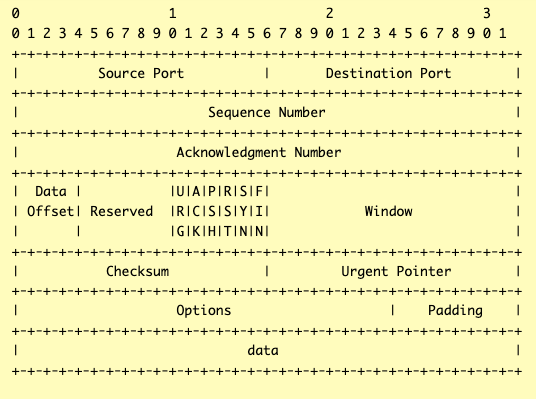 0                   1                   2                   3
0 1 2 3 4 5 6 7 8 9 0 1 2 3 4 5 6 7 8 9 0 1 2 3 4 5 6 7 8 9 0 1
+-+-+-+-+-+-+-+-+-+-+-+-+-+-+-+-+-+-+-+-+-+-+-+-+-+-+-+-+-+-+-+-+
|          Source Port          |       Destination Port        |
+-+-+-+-+-+-+-+-+-+-+-+-+-+-+-+-+-+-+-+-+-+-+-+-+-+-+-+-+-+-+-+-+
|                        Sequence Number                        |
+-+-+-+-+-+-+-+-+-+-+-+-+-+-+-+-+-+-+-+-+-+-+-+-+-+-+-+-+-+-+-+-+
|                    Acknowledgment Number                      |
+-+-+-+-+-+-+-+-+-+-+-+-+-+-+-+-+-+-+-+-+-+-+-+-+-+-+-+-+-+-+-+-+
| Data  |           |U|A|P|R|S|F|                               |
| Offset| Reserved  |R|C|S|S|Y|I|            Window             |
|       |           |G|K|H|T|N|N|                               |
+-+-+-+-+-+-+-+-+-+-+-+-+-+-+-+-+-+-+-+-+-+-+-+-+-+-+-+-+-+-+-+-+
|           Checksum            |         Urgent Pointer        |
+-+-+-+-+-+-+-+-+-+-+-+-+-+-+-+-+-+-+-+-+-+-+-+-+-+-+-+-+-+-+-+-+
|                    Options                    |    Padding    |
+-+-+-+-+-+-+-+-+-+-+-+-+-+-+-+-+-+-+-+-+-+-+-+-+-+-+-+-+-+-+-+-+
|                             data                              |
+-+-+-+-+-+-+-+-+-+-+-+-+-+-+-+-+-+-+-+-+-+-+-+-+-+-+-+-+-+-+-+-+